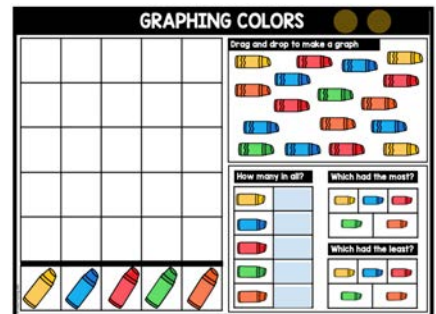 GRAPHING COLORS
Drag and drop to make a graph
How many in all?
Which had the most?
Which had the least?